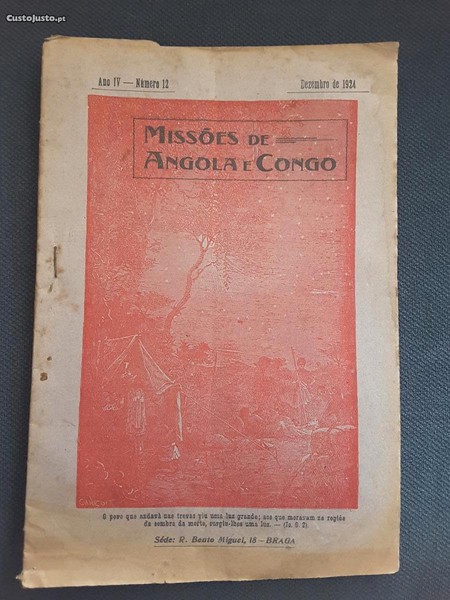 CustoJusto.pt
Ano IV — Número 12
Dezembro de 1924
MISSÕES DE
ANGOLA E CONGO
O povo que andava nas trevas viu uma luz grande; aos que moravam na região
da sombra da morte, surgiu-lhes uma luz. — (Is. 9. 2)
Séde: R. Bento Miguel, 18 — BRAGA